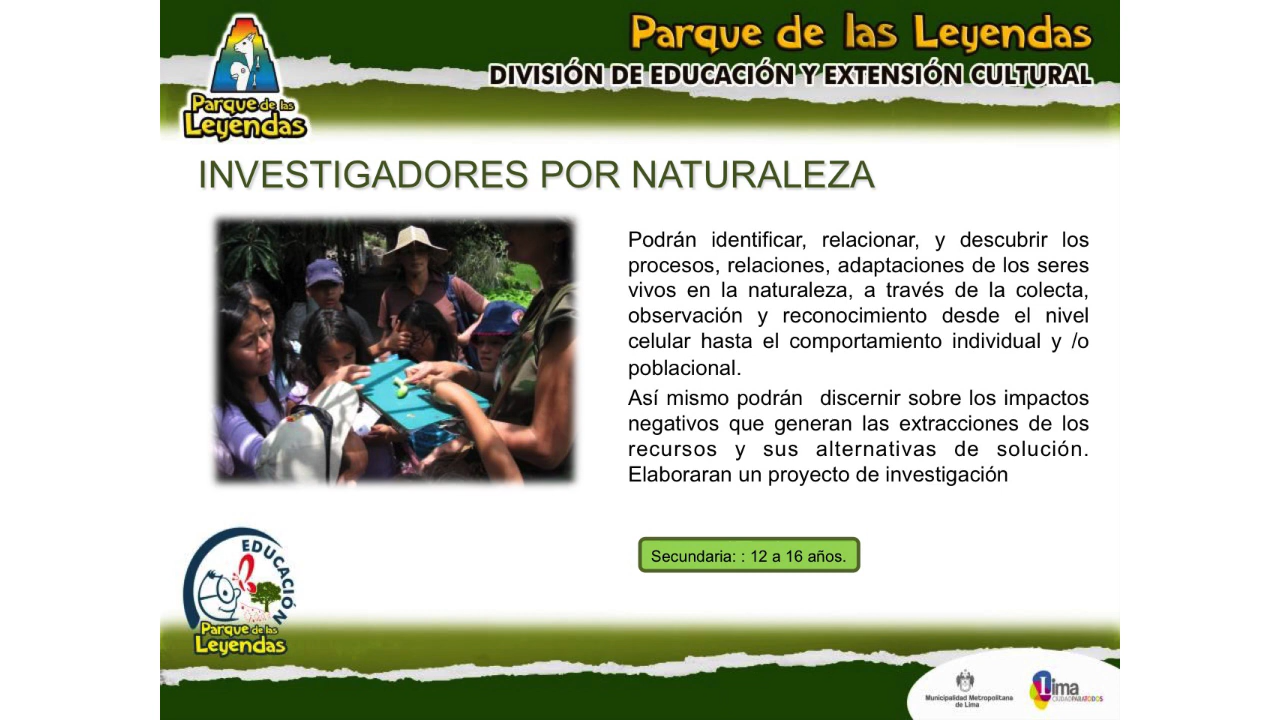 Parque de las Leyendas
DIVISIÓN DE EDUCACIÓN Y EXTENSIÓN CULTURAL
Parque de las
Leyendas
INVESTIGADORES POR NATURALEZA
Podrán identificar, relacionar, y descubrir los
procesos, relaciones, adaptaciones de los seres
vivos en la naturaleza, a través de la colecta,
observación y reconocimiento desde el nivel
celular hasta el comportamiento individual y /o
poblacional.
Así mismo podrán  discernir sobre los impactos
negativos que generan las extracciones de los
recursos y sus alternativas de solución.
Elaboraran un proyecto de investigación
Secundaria: : 12 a 16 años.
EDUCACIÓN
Parque de las
Leyendas
Municipalidad Metropolitana
de Lima
Lima
CIUDADPARATODOS